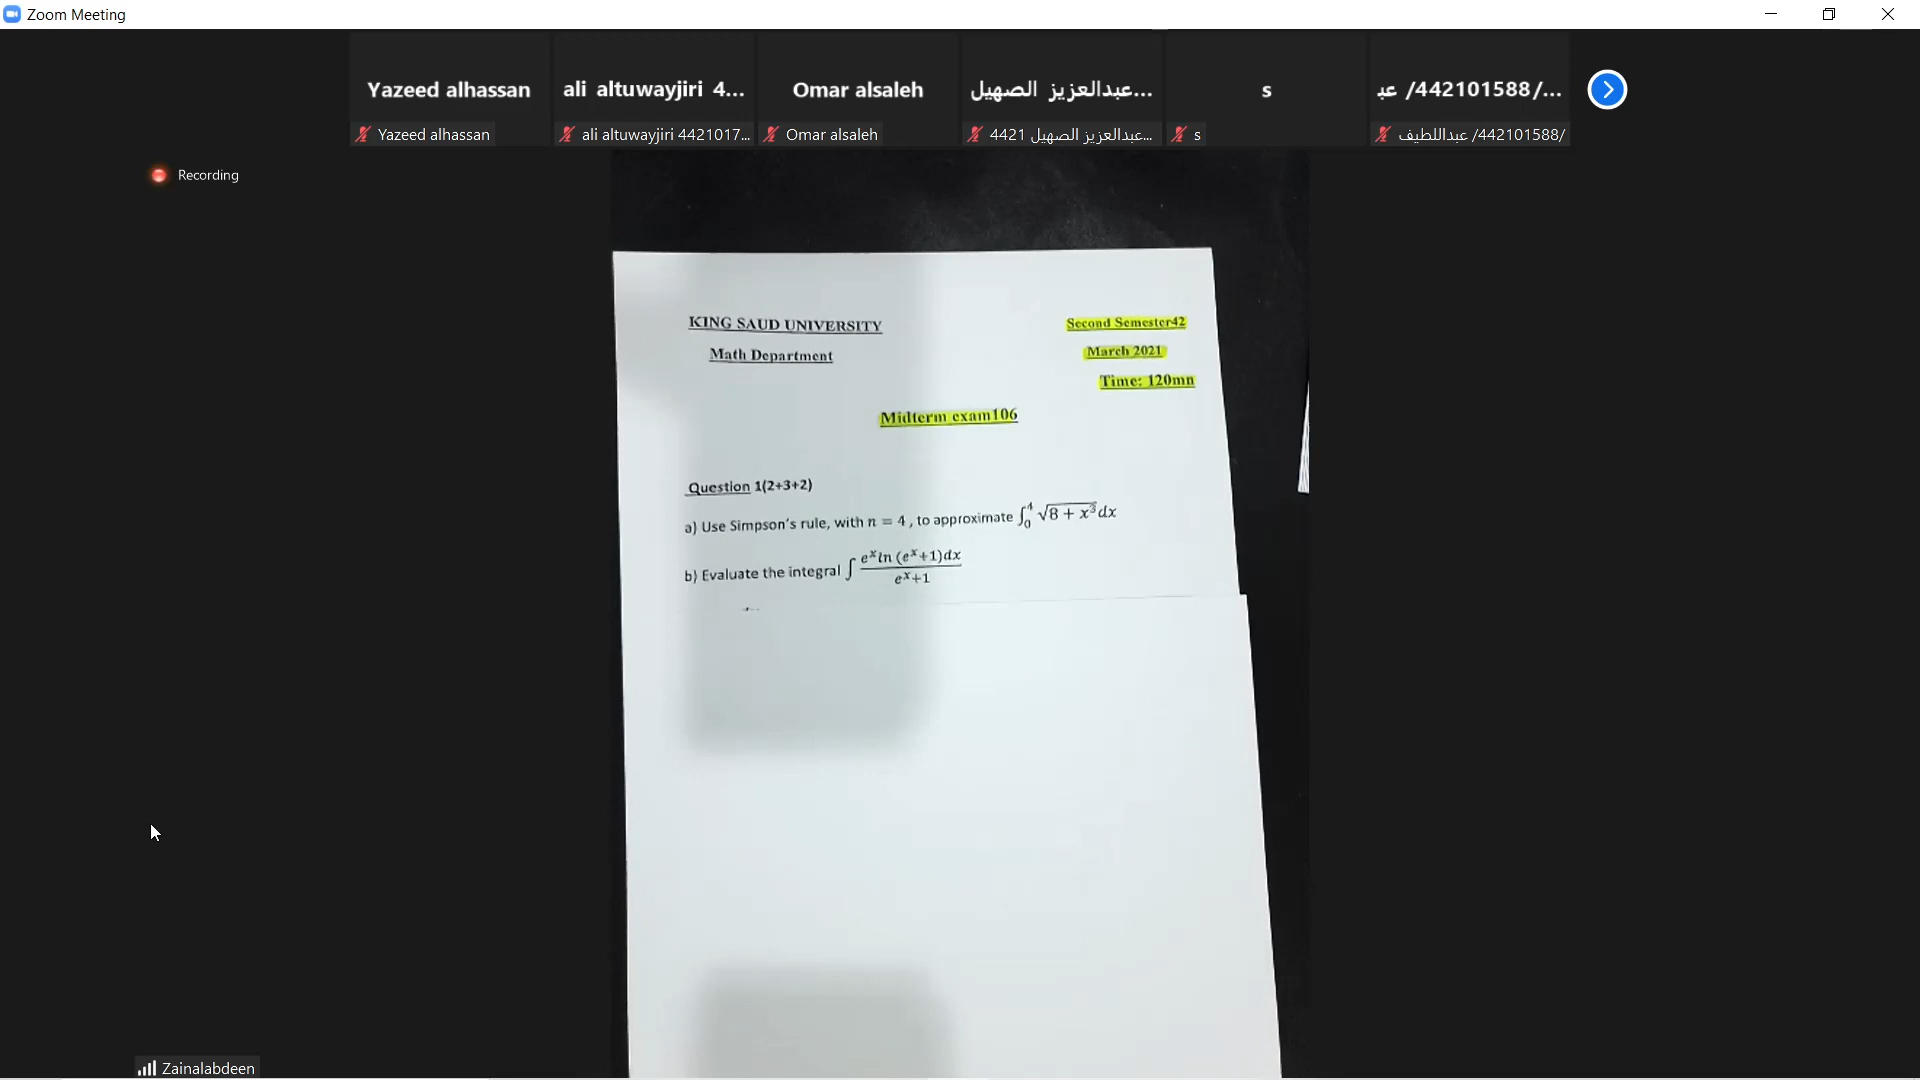 Zoom Meeting
Yazeed alhassan
ali altuwayjiri 4...
Omar alsaleh
عبدالعزيز الصهيل...
s
عبد /442101588/...
Yazeed alhassan
ali altuwayjiri 4421017...
Omar alsaleh
عبدالعزيز الصهيل 4421...
s
عبداللطيف /442101588/
Recording
KING SAUD UNIVERSITY
Second Semester42
Math Department
March 2021
Time: 120mn
Midterm exam106
Question 1(2+3+2)
a) Use Simpson's rule, with n = 4 , to approximate ∫₀⁴ √(8 + x³) dx
b) Evaluate the integral ∫ eˣ ln (eˣ+1)dx / eˣ+1
Zainalabdeen